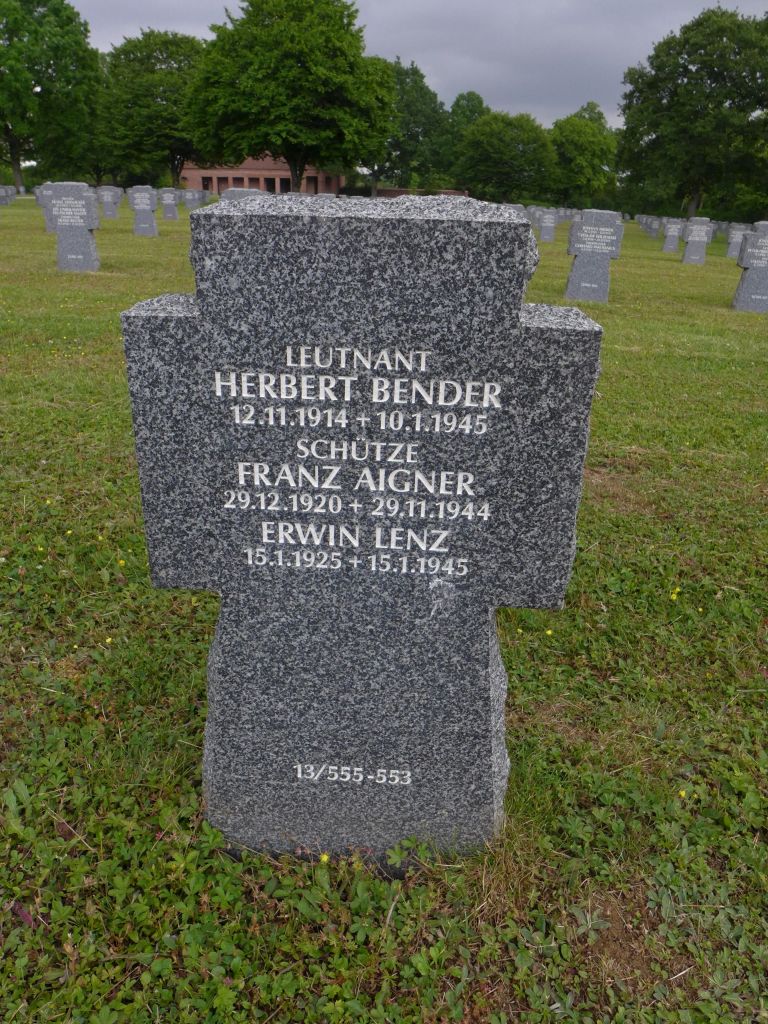 LEUTNANT
HERBERT BENDER
12.11.1914 + 10.1.1945
SCHÜTZE
FRANZ AIGNER
29.12.1920 + 29.11.1944
ERWIN LENZ
15.1.1925 + 15.1.1945
13/555-553